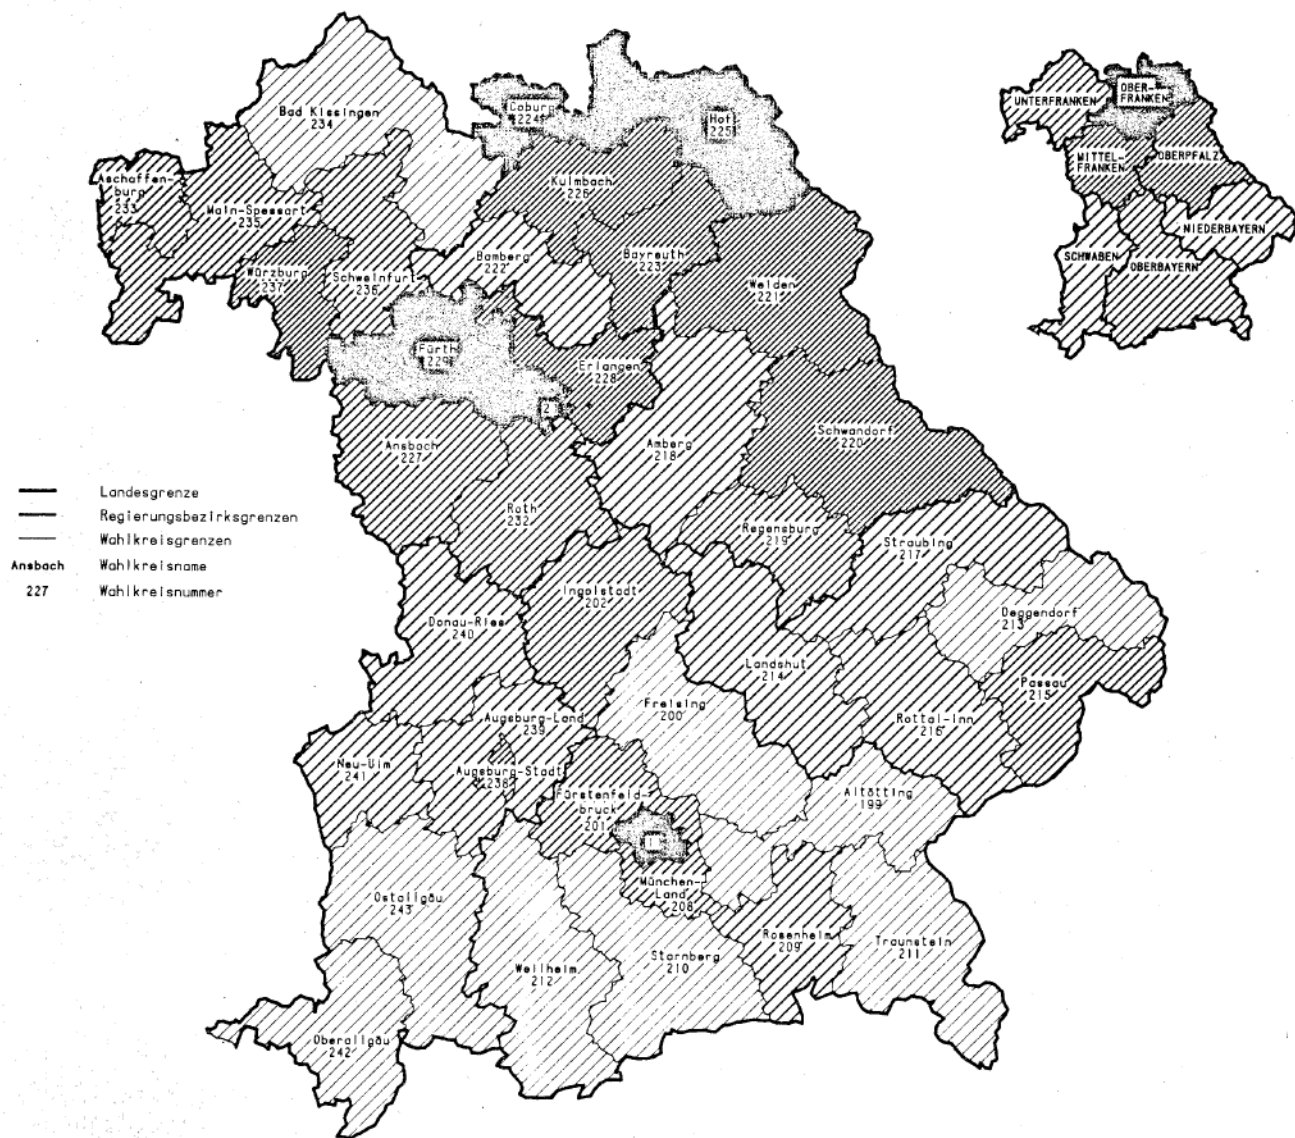 Bad Kissingen
234
Coburg
224
Hof
225
Aschaffen-
burg
233
Main-Spessart
235
Kulmbach
226
Würzburg
237
Schweinfurt
236
Bamberg
222
Bayreuth
223
Weiden
221
Fürth
229
Erlangen
228
Ansbach
227
Amberg
218
Schwandorf
220
Roth
232
Regensburg
219
Straubing
217
Ingolstadt
202
Deggendorf
213
Donau-Ries
240
Landshut
214
Passau
215
Freising
200
Rottal-Inn
216
Augsburg-Land
239
Neu-Ulm
241
Augsburg-Stadt
238
Fürstenfeld-
bruck
201
Altötting
199
München-
Land
208
Ostallgäu
243
Rosenheim
209
Traunstein
211
Starnberg
210
Weilheim
212
Oberallgäu
242
Landesgrenze
Regierungsbezirksgrenzen
Wahlkreisgrenzen
Ansbach Wahlkreisname
227 Wahlkreisnummer
UNTERFRANKEN
OBER-
FRANKEN
MITTEL-
FRANKEN
OBERPFALZ
NIEDERBAYERN
SCHWABEN
OBERBAYERN